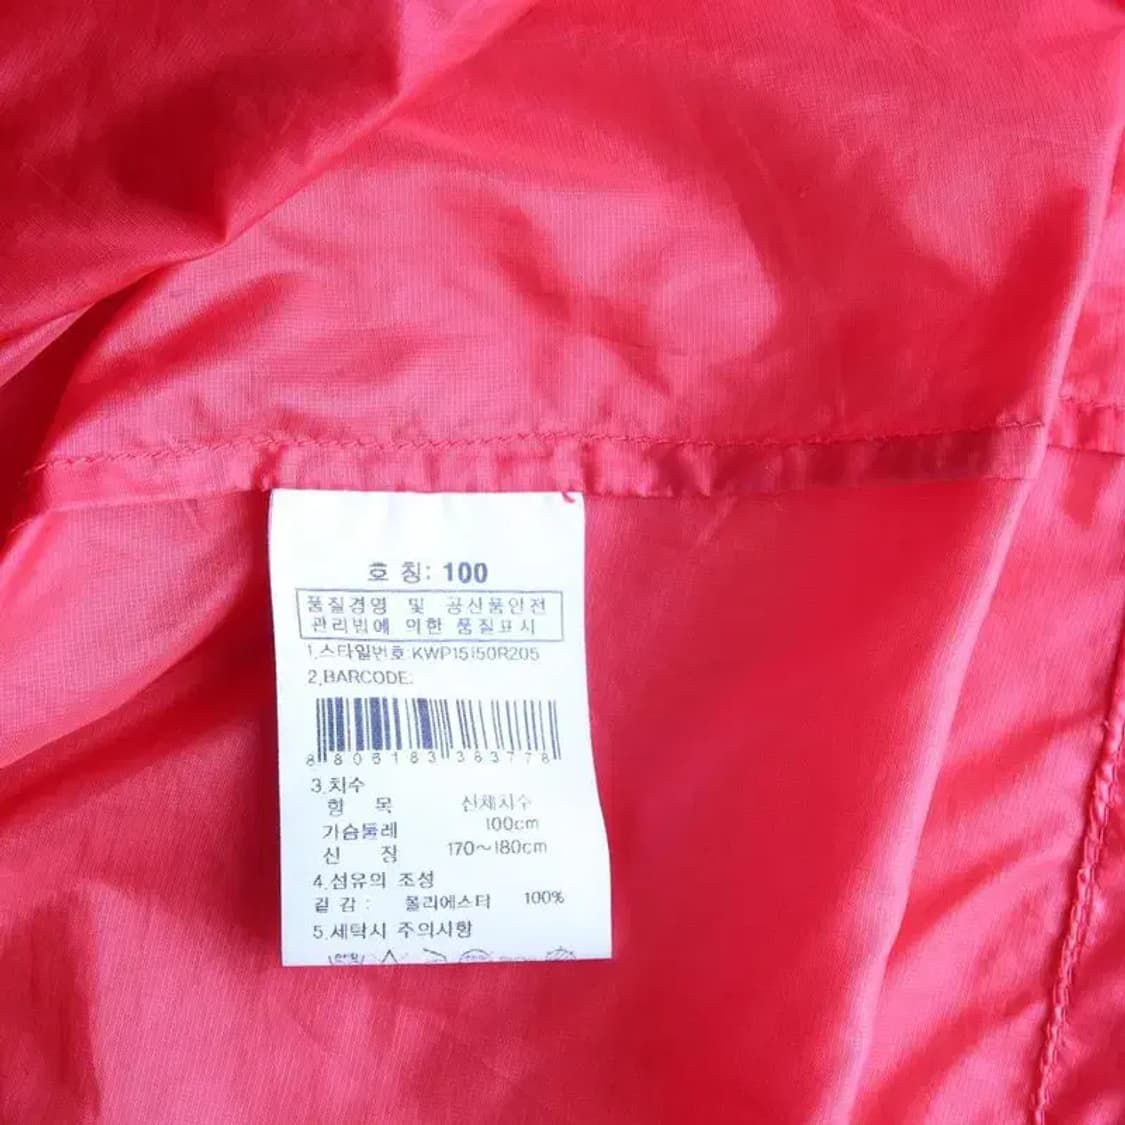 호 칭: 100
품질경영 및 공산품안전
관리법에 의한 품질표시
1.스타일번호:KWP15150R205
2.BARCODE:
8 806183 383778
3.치수
항 목 신체치수
가슴둘레 100cm
신 장 170~180cm
4.섬유의 조성
겉 감 : 폴리에스터 100%
5.세탁시 주의사항